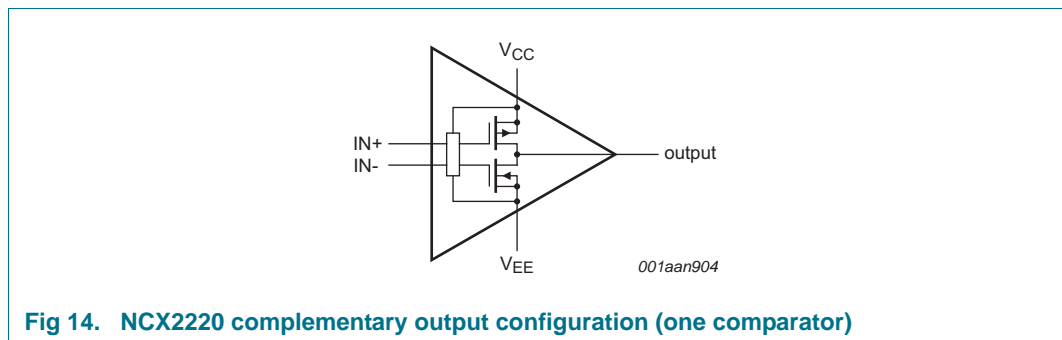 VCC
IN+
IN-
output
VEE
001aan904
Fig 14. NCX2220 complementary output configuration (one comparator)